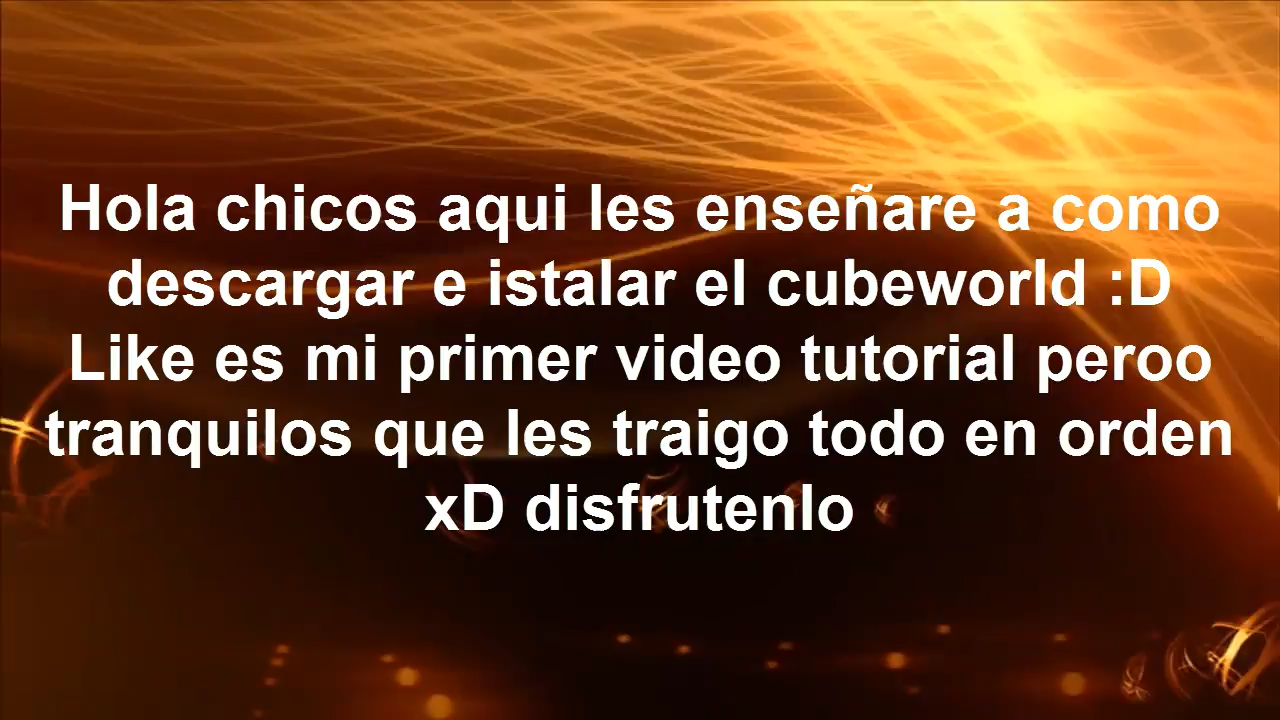 Hola chicos aqui les enseñare a como
descargar e istalar el cubeworld :D
Like es mi primer video tutorial peroo
tranquilos que les traigo todo en orden
xD disfrutenlo